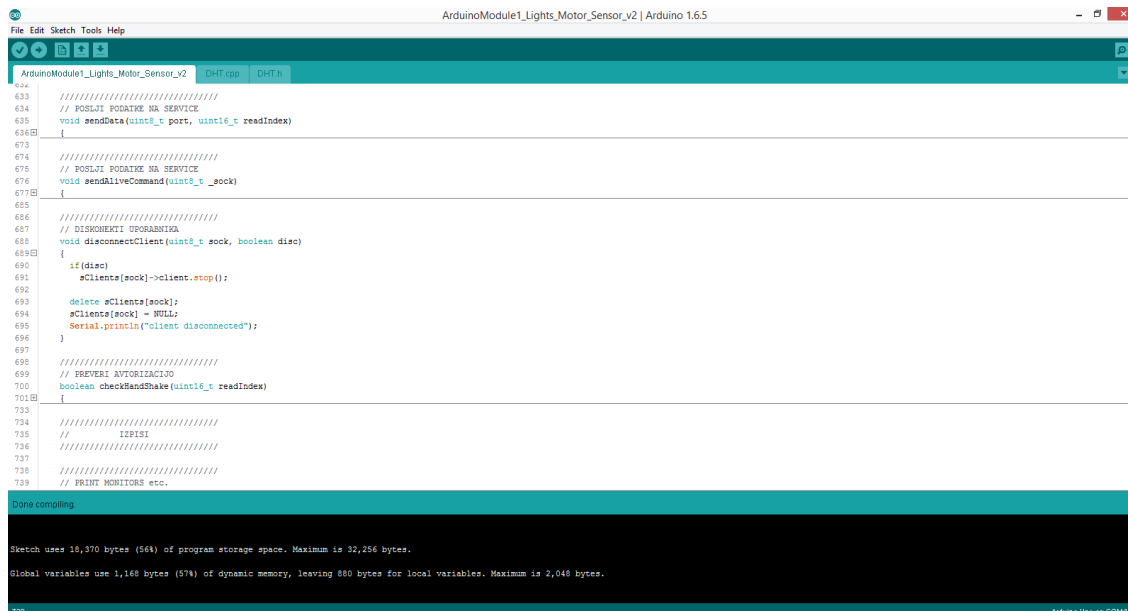 ArduinoModule1_Lights_Motor_Sensor_v2 | Arduino 1.6.5
File Edit Sketch Tools Help
ArduinoModule1_Lights_Motor_Sensor_v2 DHT.cpp DHT.h
632
633 ////////////////////////////////
634 // POSLJI PODATKE NA SERVICE
635 void sendData(uint8_t port, uint16_t readIndex)
636 {
673
674 ////////////////////////////////
675 // POSLJI PODATKE NA SERVICE
676 void sendAliveCommand(uint8_t _sock)
677 {
685
686 ////////////////////////////////
687 // DISKONEKTI UPORABNIKA
688 void disconnectClient(uint8_t sock, boolean disc)
689 {
690 if(disc)
691 sClients[sock]->client.stop();
692
693 delete sClients[sock];
694 sClients[sock] = NULL;
695 Serial.println("client disconnected");
696 }
697
698 ////////////////////////////////
699 // PREVERI AVTORIZACIJO
700 boolean checkHandShake(uint16_t readIndex)
701 {
733
734 ////////////////////////////////
735 // IZPISI
736 ////////////////////////////////
737
738 ////////////////////////////////
739 // PRINT MONITORS etc.
Done compiling.
Sketch uses 18,370 bytes (56%) of program storage space. Maximum is 32,256 bytes.
Global variables use 1,168 bytes (57%) of dynamic memory, leaving 880 bytes for local variables. Maximum is 2,048 bytes.